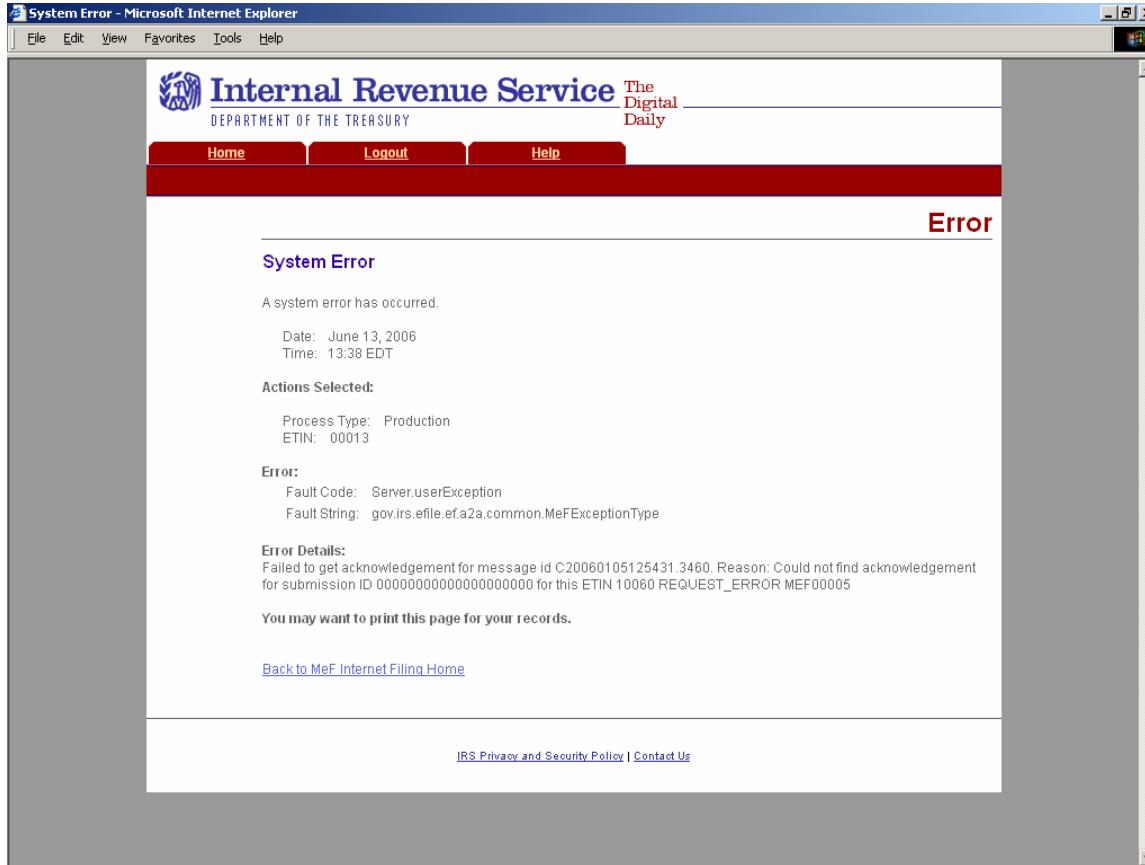 System Error - Microsoft Internet Explorer
File Edit View Favorites Tools Help
Internal Revenue Service
The
Digital
Daily
DEPARTMENT OF THE TREASURY
Home Logout Help
Error
System Error
A system error has occurred.
Date: June 13, 2006
Time: 13:38 EDT
Actions Selected:
Process Type: Production
ETIN: 00013
Error:
Fault Code: Server.userException
Fault String: gov.irs.efile.ef.a2a.common.MeFExceptionType
Error Details:
Failed to get acknowledgement for message id C20060105125431.3460. Reason: Could not find acknowledgement
for submission ID 00000000000000000000 for this ETIN 10060 REQUEST_ERROR MEF00005
You may want to print this page for your records.
Back to MeF Internet Filing Home
IRS Privacy and Security Policy | Contact Us